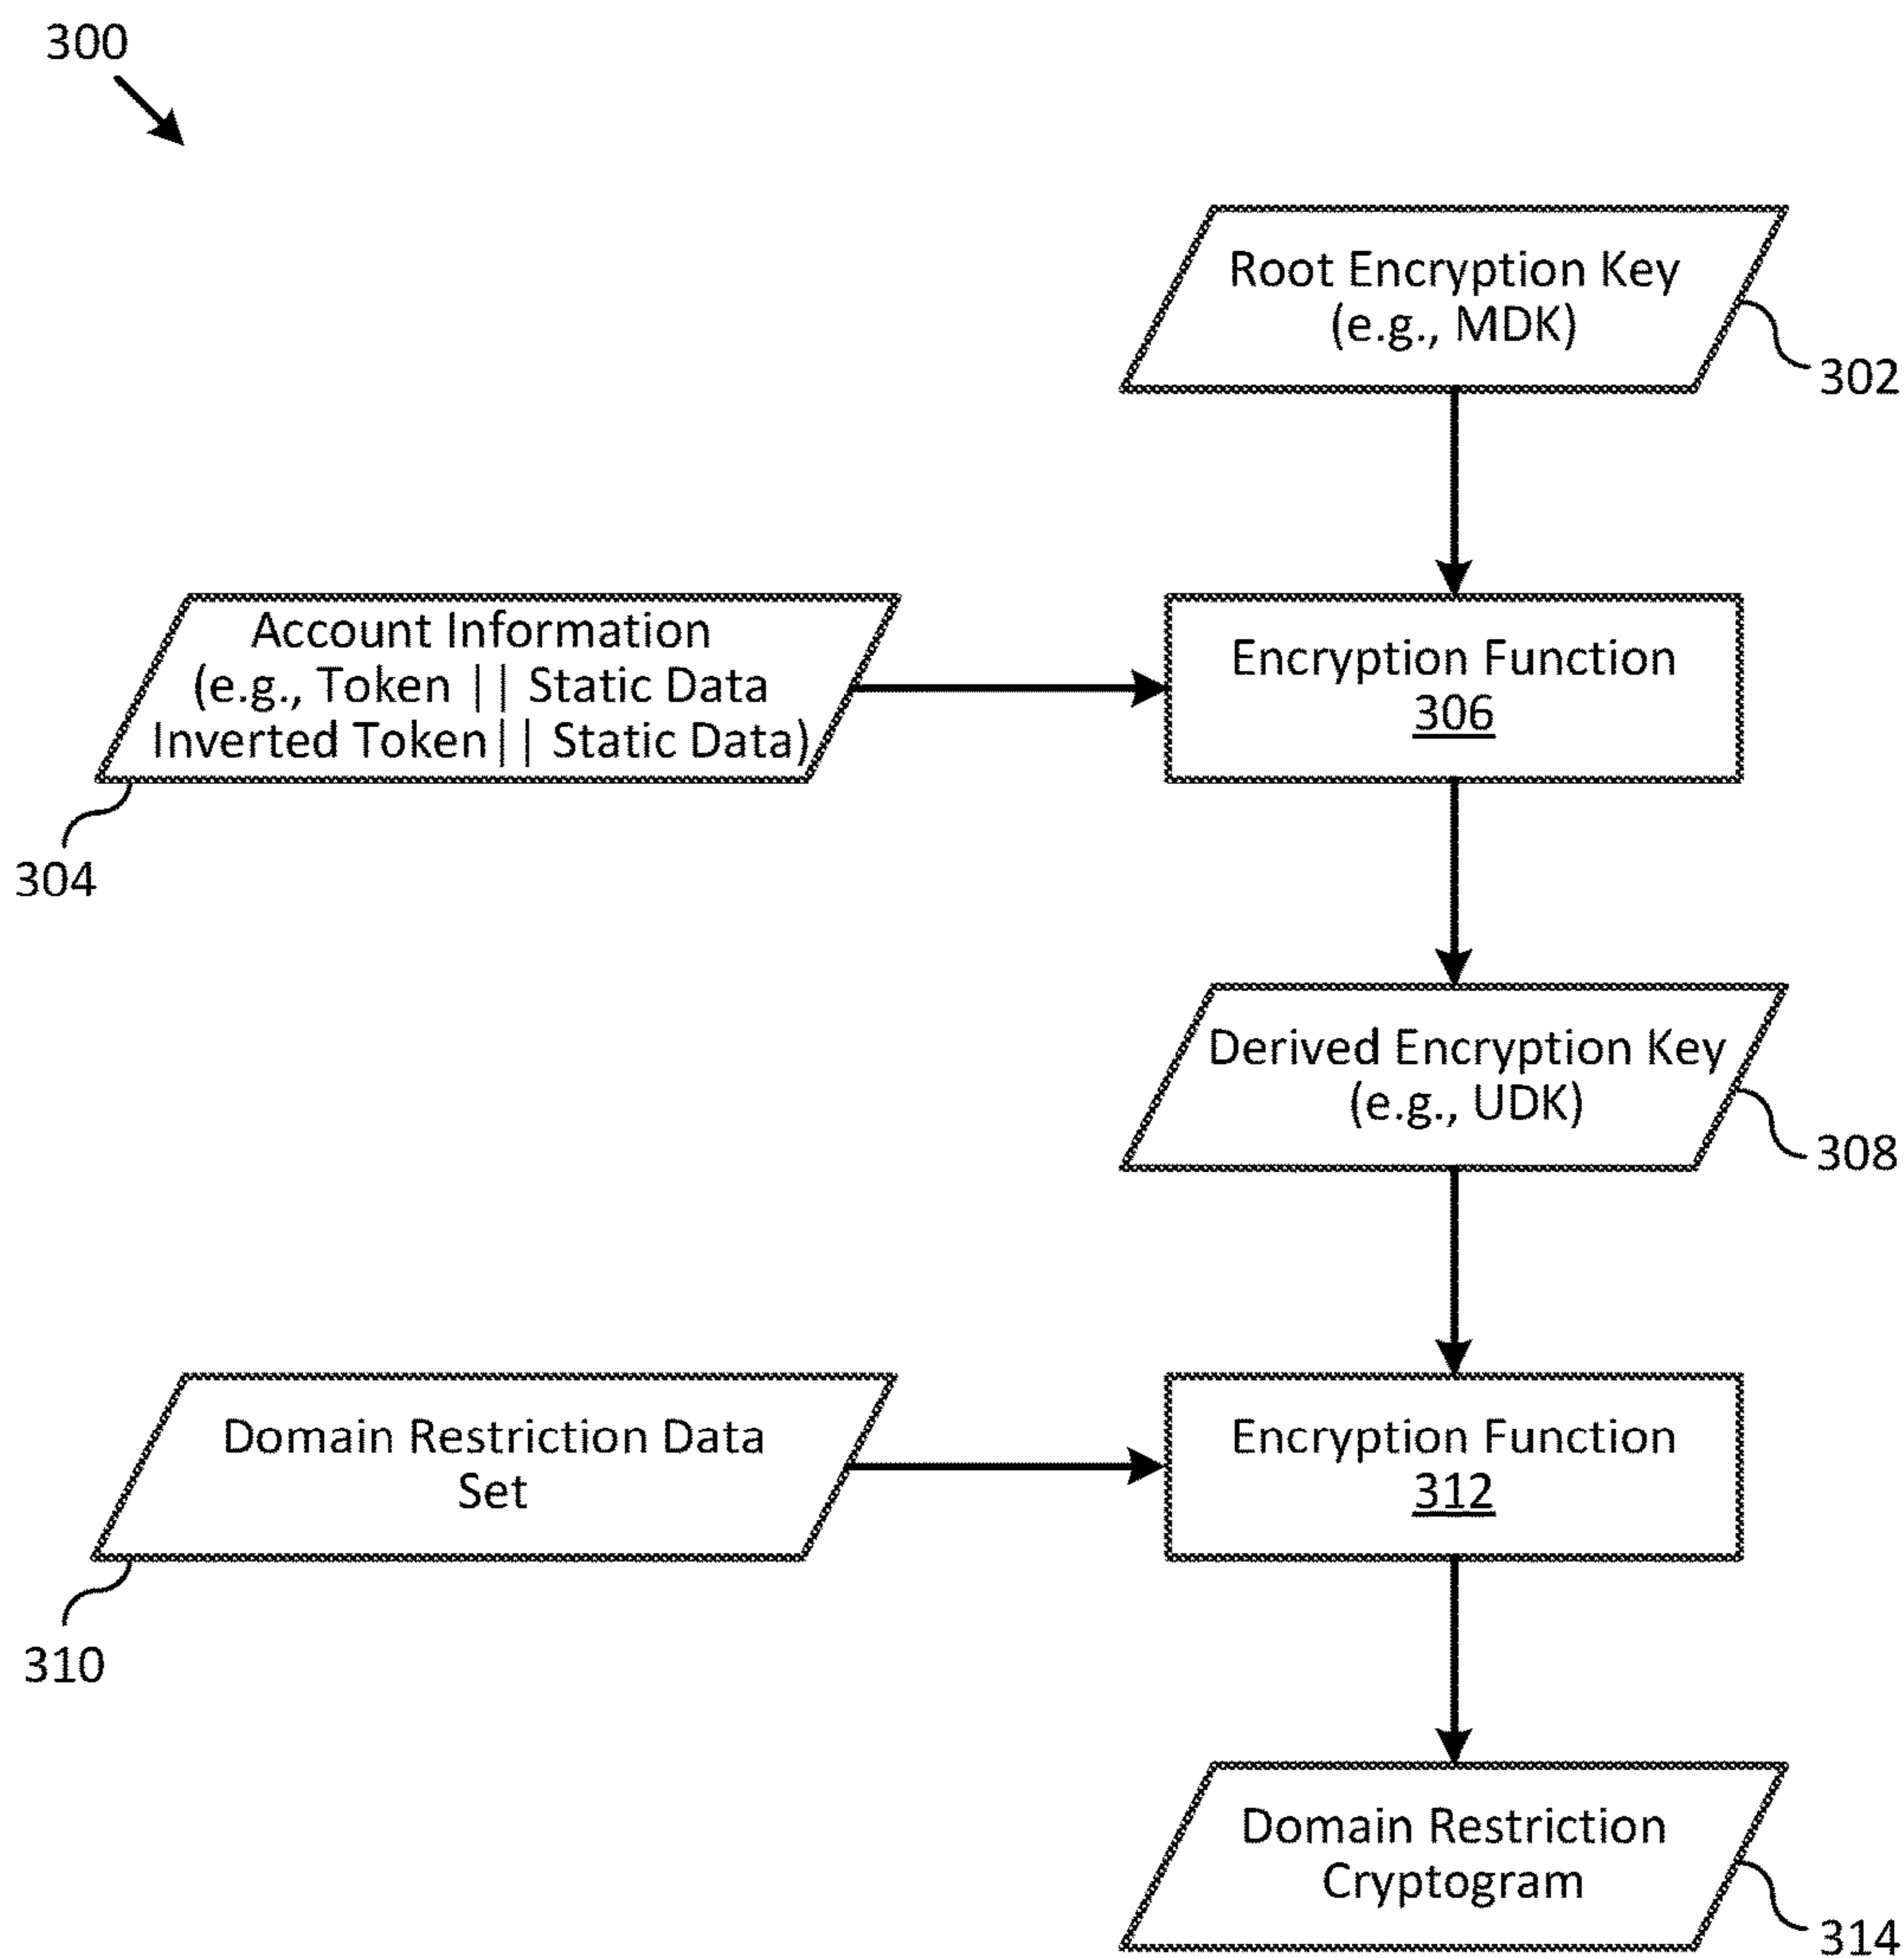 300
Root Encryption Key
(e.g., MDK)
302
Account Information
(e.g., Token || Static Data
Inverted Token|| Static Data)
304
Encryption Function
306
Derived Encryption Key
(e.g., UDK)
308
Domain Restriction Data
Set
310
Encryption Function
312
Domain Restriction
Cryptogram
314